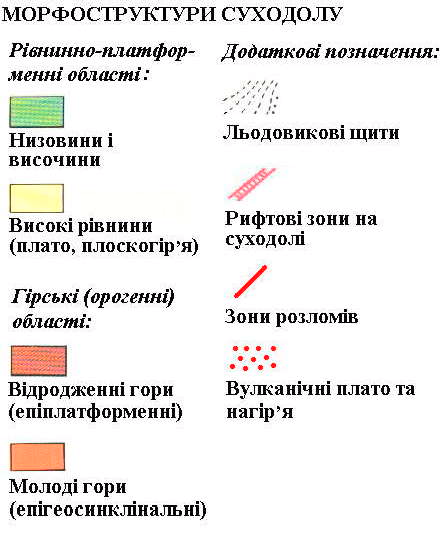 МОРФОСТРУКТУРИ СУХОДОЛУ
Рівнинно-платфор-
менні області:
Низовини і
височини
Високі рівнини
(плато, плоскогір’я)
Гірські (орогенні)
області:
Відродженні гори
(епіплатформенні)
Молоді гори
(епігеосинклінальні)
Додаткові позначення:
Льодовикові щити
Рифтові зони на
суходолі
Зони розломів
Вулканічні плато та
нагір’я